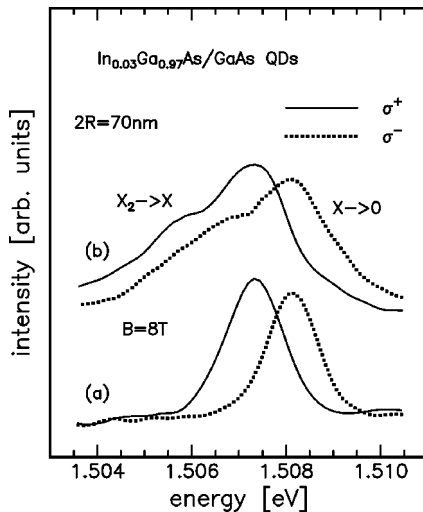 In0.03Ga0.97As/GaAs QDs
σ+
σ−
2R=70nm
X2−>X
X−>0
(b)
B=8T
(a)
intensity [arb. units]
1.504 1.506 1.508 1.510
energy [eV]